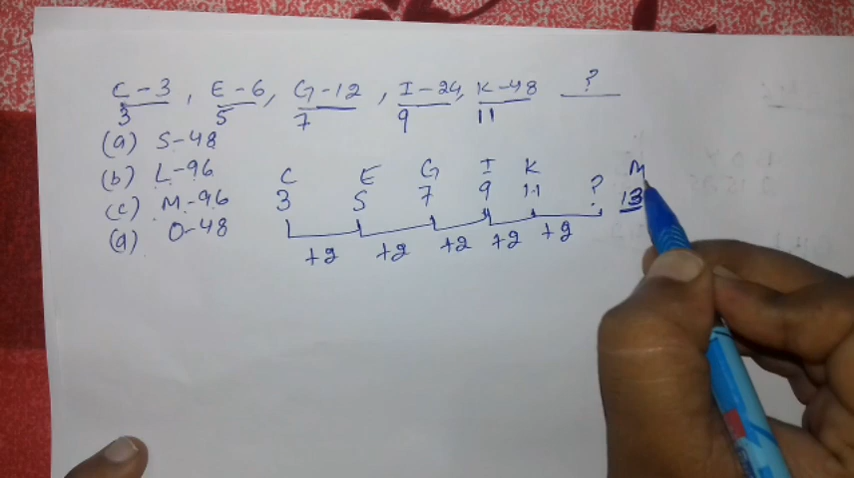 C-3, E-6, G-12, I-24, K-48 ?
3 5 7 9 11
(a) S-48
(b) L-96
(c) M-96
(d) O-48
C E G I K M
3 5 7 9 11 ? 13
+2 +2 +2 +2 +2